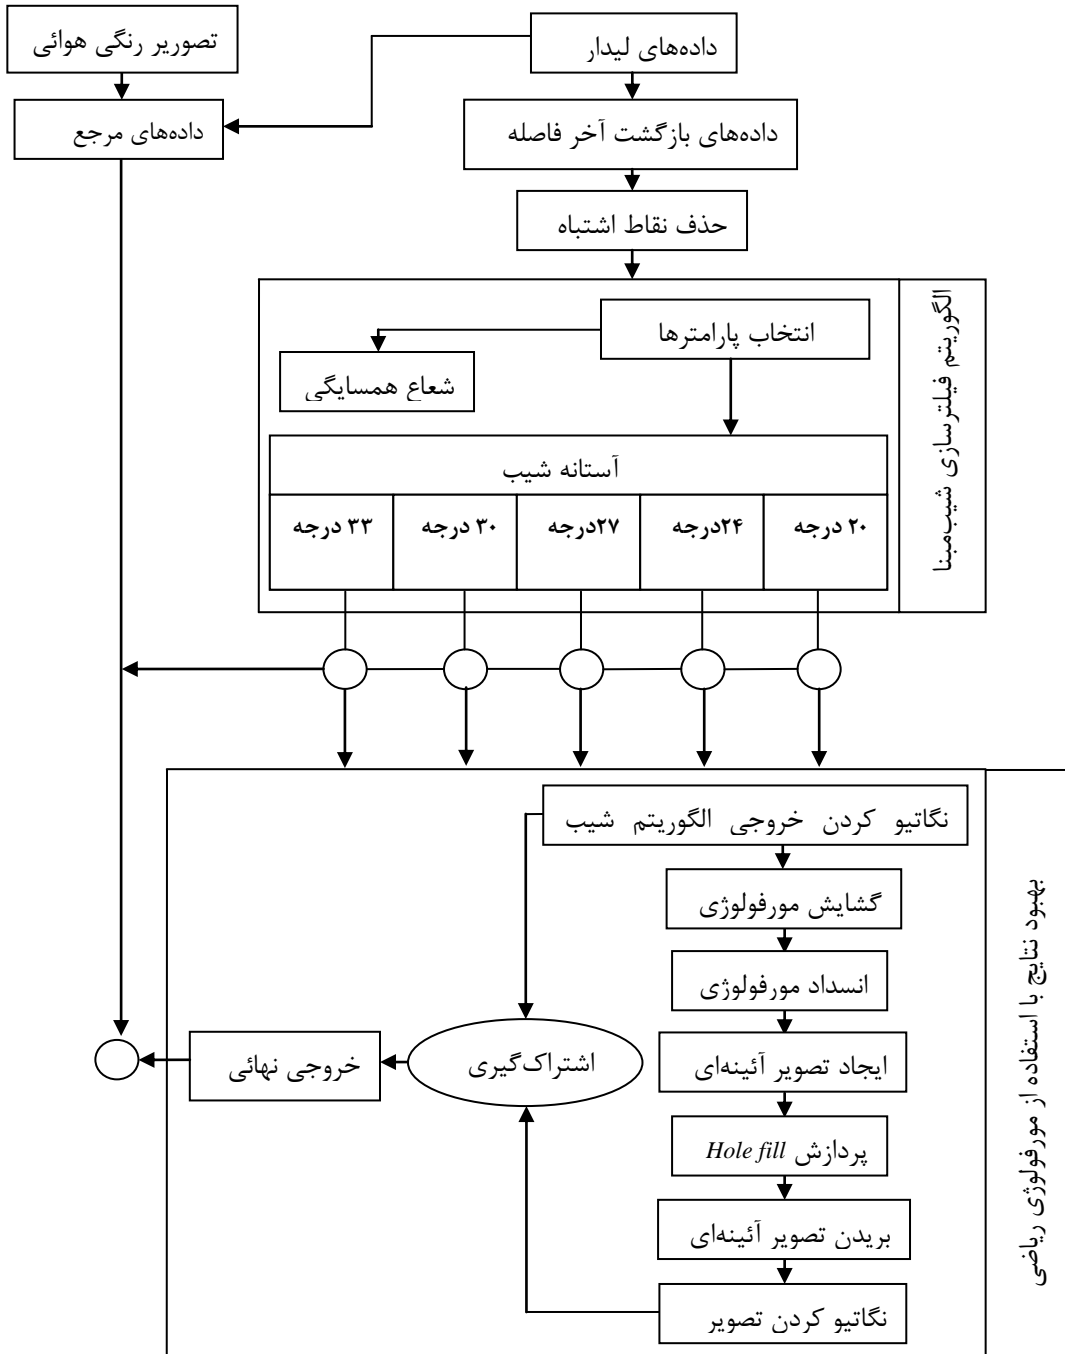 تصوریر رنگی هوائی
داده‌های لیدار
داده‌های مرجع
داده‌های بازگشت آخر فاصله
حذف نقاط اشتباه
الگوریتم فیلترسازی شیب‌مبنا
انتخاب پارامترها
شعاع همسایگی
آستانه شیب
۲۰ درجه
۲۴درجه
۲۷درجه
۳۰ درجه
۳۳ درجه
بهبود نتایج با استفاده از مورفولوژی ریاضی
نگاتیو کردن خروجی الگوریتم شیب
گشایش مورفولوژی
انسداد مورفولوژی
ایجاد تصویر آئینه‌ای
پردازش Hole fill
بریدن تصویر آئینه‌ای
نگاتیو کردن تصویر
اشتراک‌گیری
خروجی نهائی